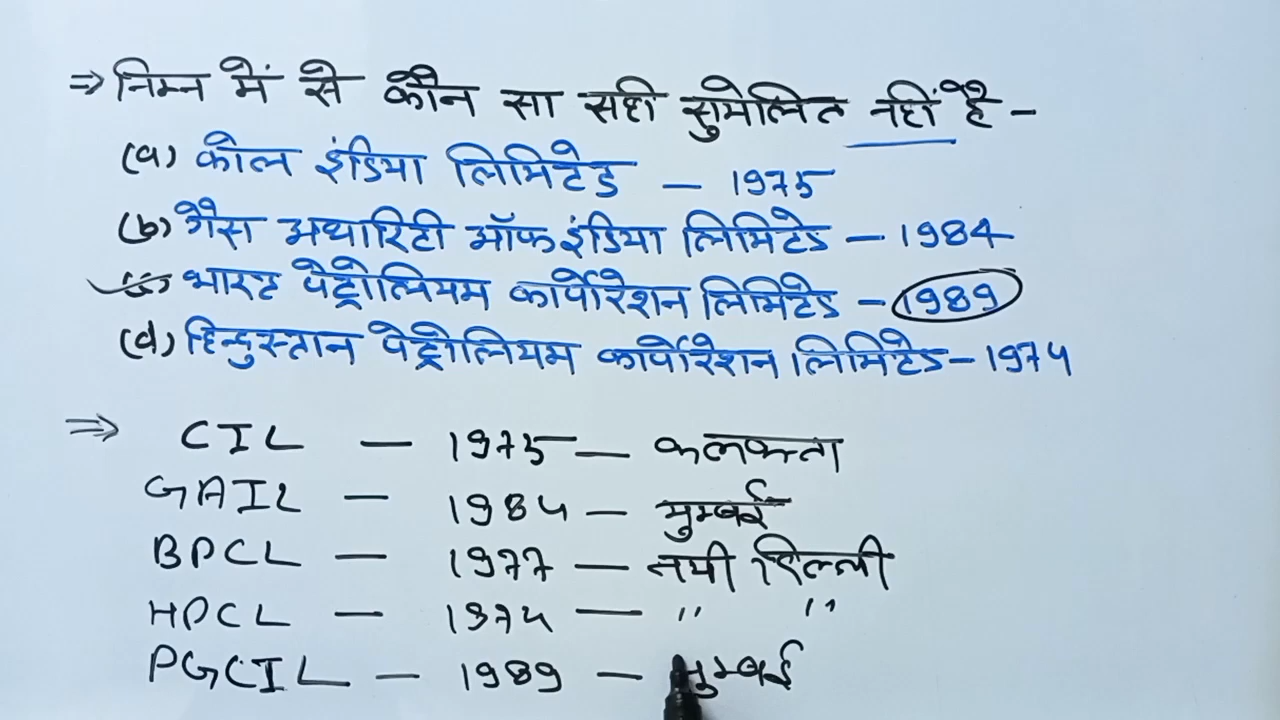 ⇒ निम्न में से कौन सा सही सुमेलित नहीं है –
(a) कोल इंडिया लिमिटेड – 1975
(b) गैस अथारिटी ऑफ इंडिया लिमिटेड – 1984
(c) भारत पेट्रोलियम कार्पोरेशन लिमिटेड – 1989
(d) हिन्दुस्तान पेट्रोलियम कार्पोरेशन लिमिटेड – 1974
⇒ CIL – 1975 – कलकत्ता
GAIL – 1984 – मुम्बई
BPCL – 1977 – नयी दिल्ली
HPCL – 1974 – " "
PGCIL – 1989 – मुम्बई